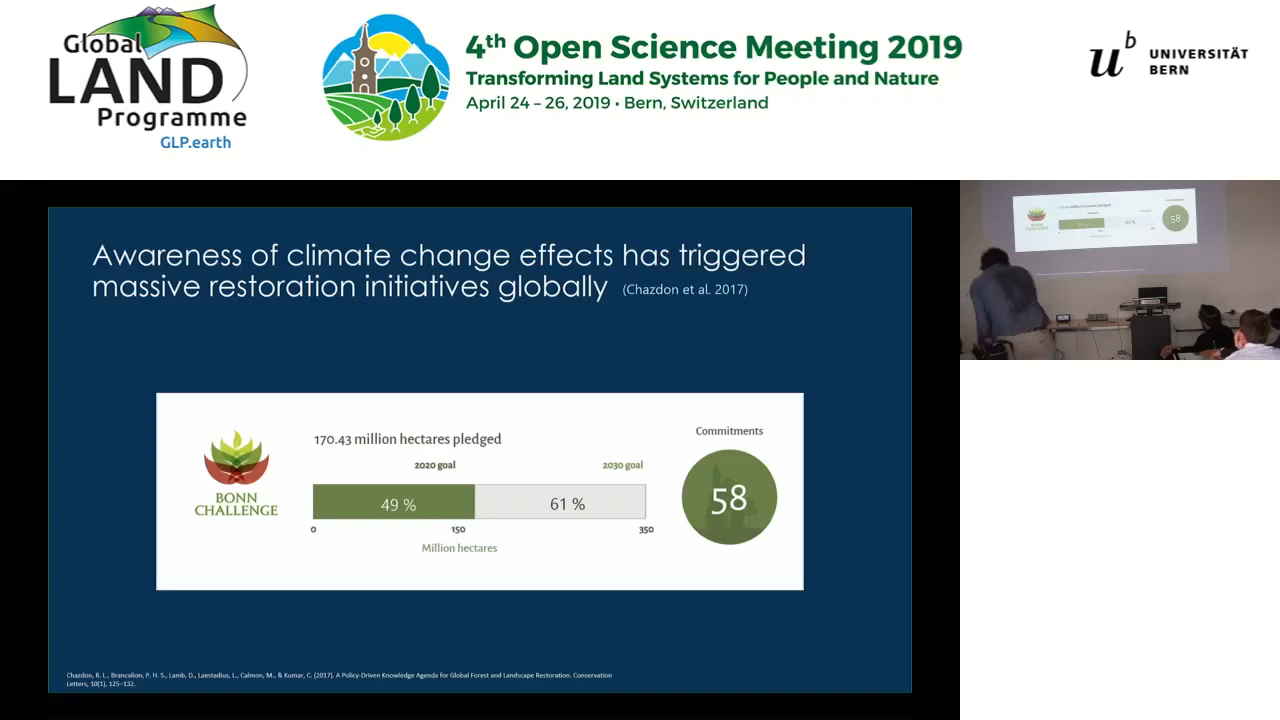 Global
LAND
Programme
GLP.earth
4th Open Science Meeting 2019
Transforming Land Systems for People and Nature
April 24 – 26, 2019 • Bern, Switzerland
u b
UNIVERSITÄT
BERN
Awareness of climate change effects has triggered
massive restoration initiatives globally (Chazdon et al. 2017)
BONN
CHALLENGE
170.43 million hectares pledged
2020 goal 2030 goal
49 % 61 %
0 150 350
Million hectares
Commitments
58
Chazdon, R. L., Brancalion, P. H. S., Lamb, D., Laestadius, L., Calmon, M., & Kumar, C. (2017). A Policy-Driven Knowledge Agenda for Global Forest and Landscape Restoration. Conservation
Letters, 10(1), 125–132.
58